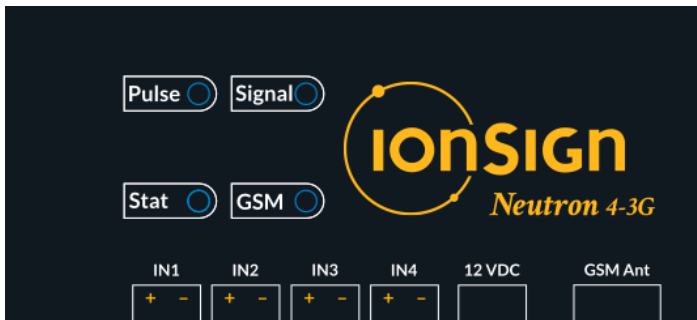 Pulse Signal
IonSIGn
Stat GSM
Neutron 4-3G
IN1 IN2 IN3 IN4 12 VDC GSM Ant
+ - + - + - + -